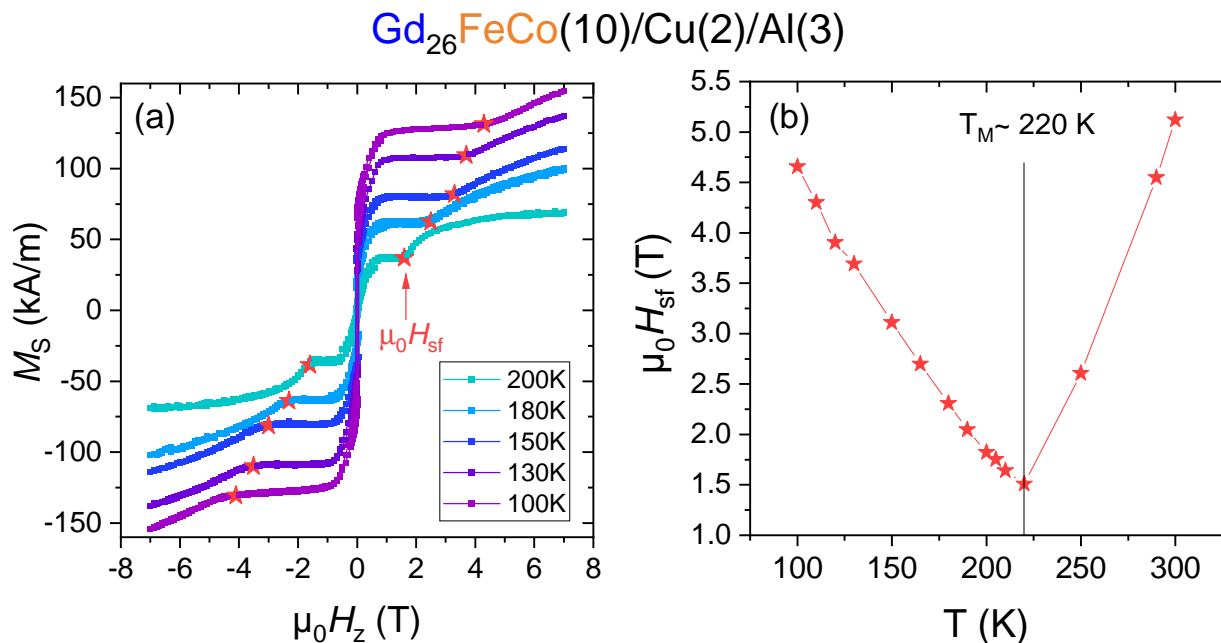 Gd26FeCo(10)/Cu(2)/Al(3)
(a)
150
100
50
0
-50
-100
-150
MS (kA/m)
-8 -6 -4 -2 0 2 4 6 8
μ0Hz (T)
μ0Hsf
200K
180K
150K
130K
100K
(b)
TM~ 220 K
5.5
5.0
4.5
4.0
3.5
3.0
2.5
2.0
1.5
1.0
μ0Hsf (T)
100 150 200 250 300
T (K)